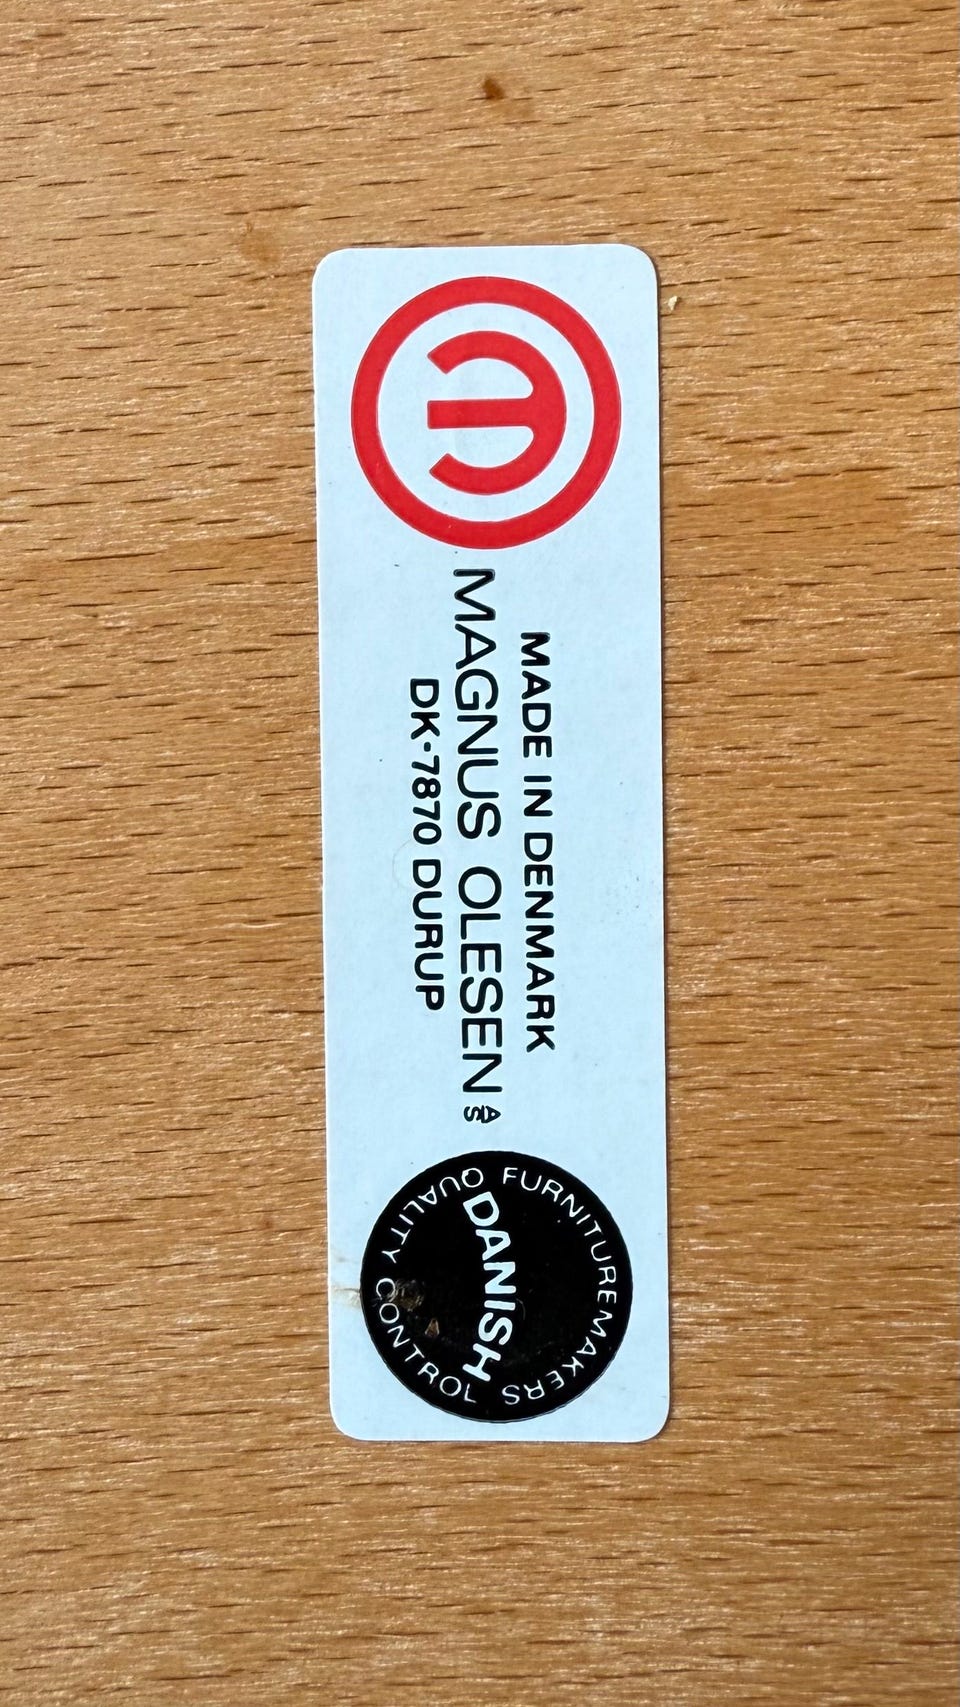 m
MADE IN DENMARK
MAGNUS OLESEN A/S
DK-7870 DURUP
FURNITUREMAKERS
DANISH
QUALITY CONTROL